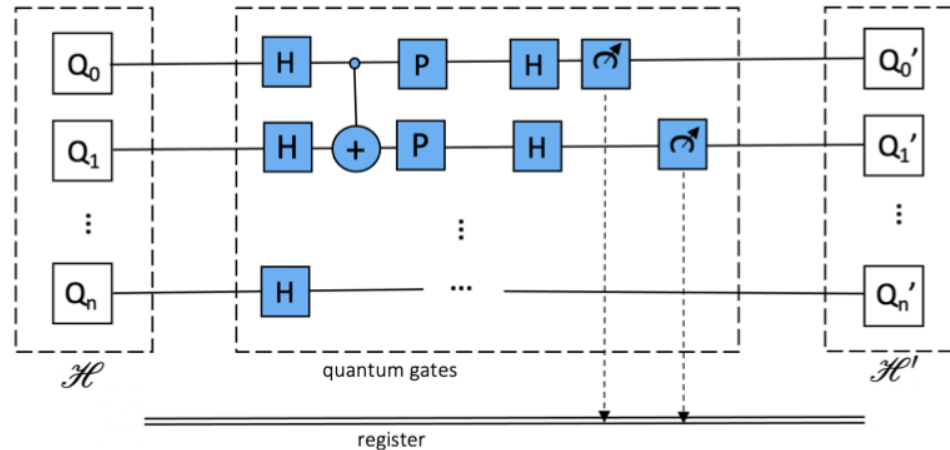 Q₀ H P H Q₀'
Q₁ H + P H Q₁'
⋮ ⋮ ⋮
Qₙ H ... Qₙ'
ℋ quantum gates ℋ'
register